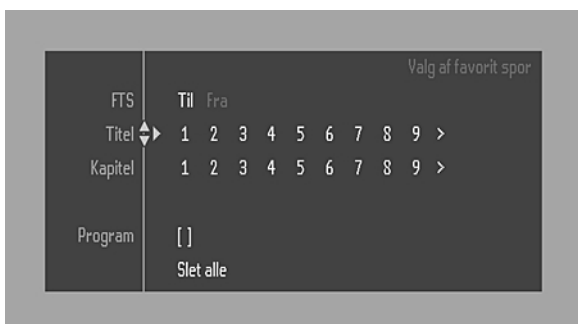 Valg af favorit spor
FTS Til Fra
Titel 1 2 3 4 5 6 7 8 9 >
Kapitel 1 2 3 4 5 6 7 8 9 >
Program [ ]
Slet alle